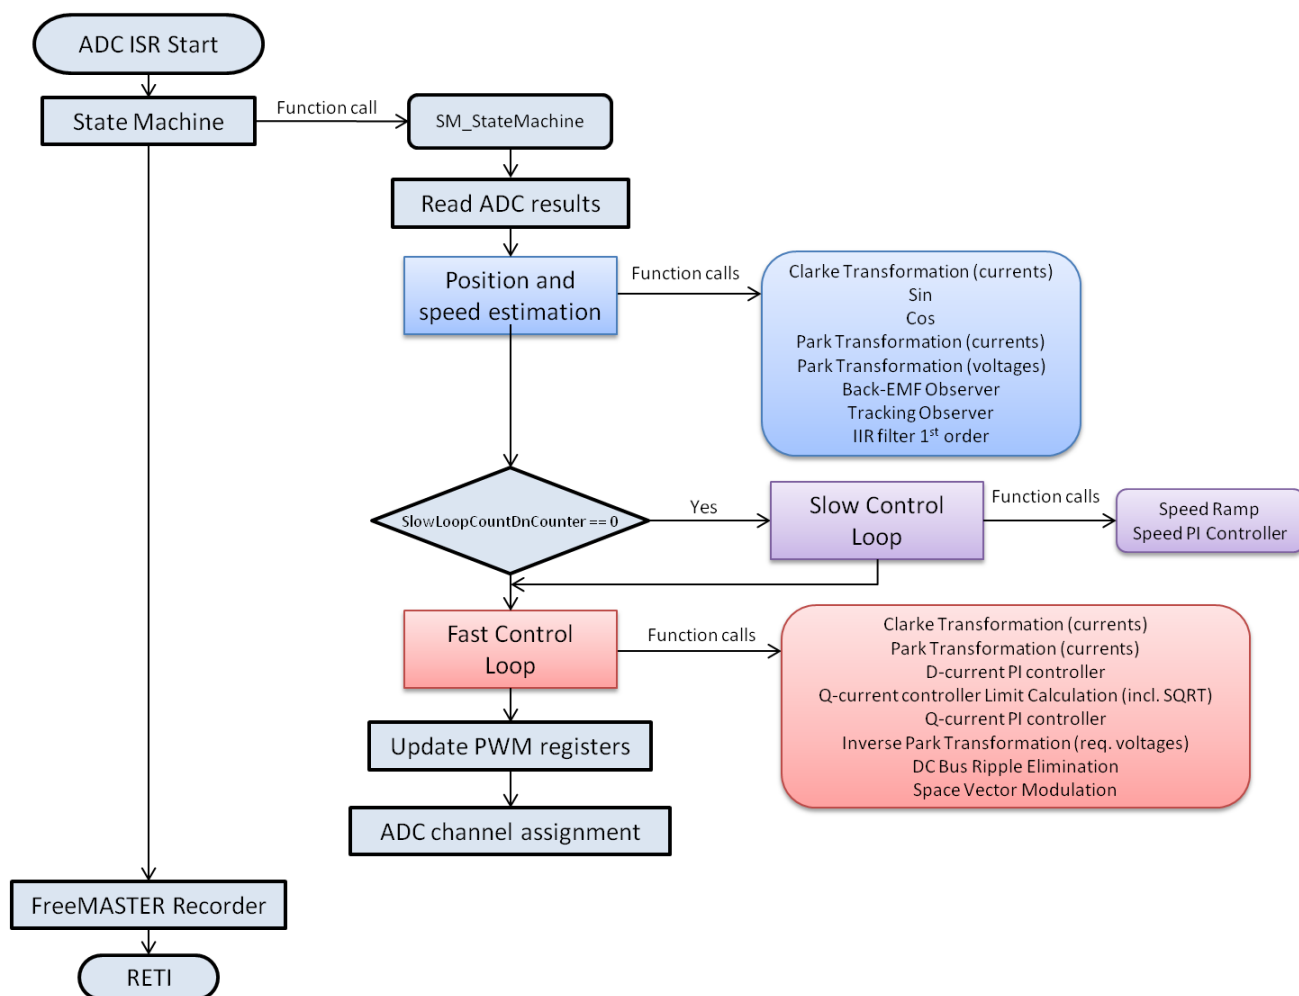 ADC ISR Start
State Machine
Function call
SM_StateMachine
Read ADC results
Position and
speed estimation
Function calls
Clarke Transformation (currents)
Sin
Cos
Park Transformation (currents)
Park Transformation (voltages)
Back-EMF Observer
Tracking Observer
IIR filter 1st order
SlowLoopCountDnCounter == 0
Yes
Slow Control
Loop
Function calls
Speed Ramp
Speed PI Controller
Fast Control
Loop
Function calls
Clarke Transformation (currents)
Park Transformation (currents)
D-current PI controller
Q-current controller Limit Calculation (incl. SQRT)
Q-current PI controller
Inverse Park Transformation (req. voltages)
DC Bus Ripple Elimination
Space Vector Modulation
Update PWM registers
ADC channel assignment
FreeMASTER Recorder
RETI